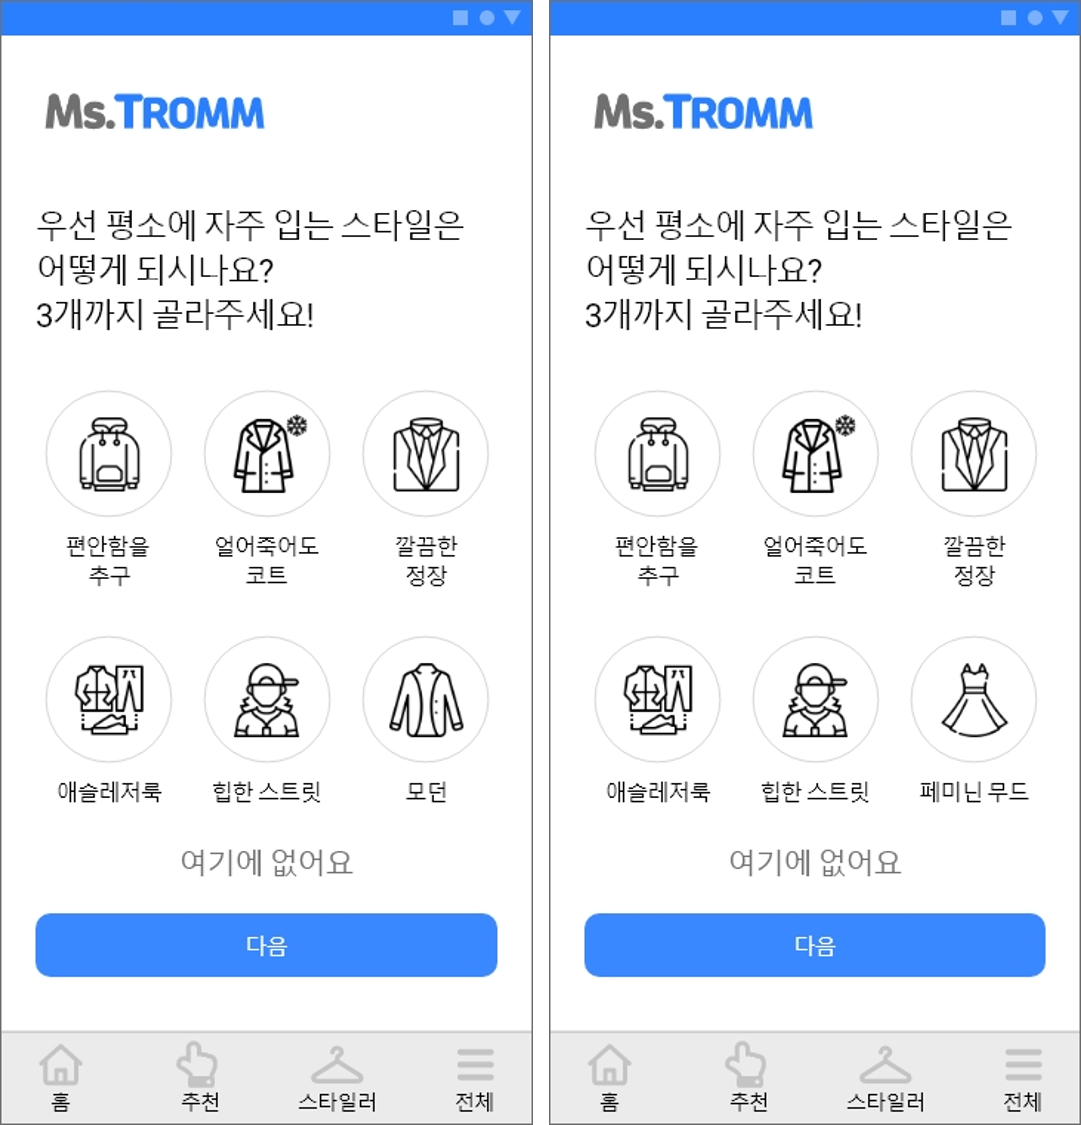 Ms.TROMM
우선 평소에 자주 입는 스타일은
어떻게 되시나요?
3개까지 골라주세요!
편안함을
추구
얼어죽어도
코트
깔끔한
정장
애슬레저룩
힙한 스트릿
모던
여기에 없어요
다음
홈
추천
스타일러
전체
Ms.TROMM
우선 평소에 자주 입는 스타일은
어떻게 되시나요?
3개까지 골라주세요!
편안함을
추구
얼어죽어도
코트
깔끔한
정장
애슬레저룩
힙한 스트릿
페미닌 무드
여기에 없어요
다음
홈
추천
스타일러
전체